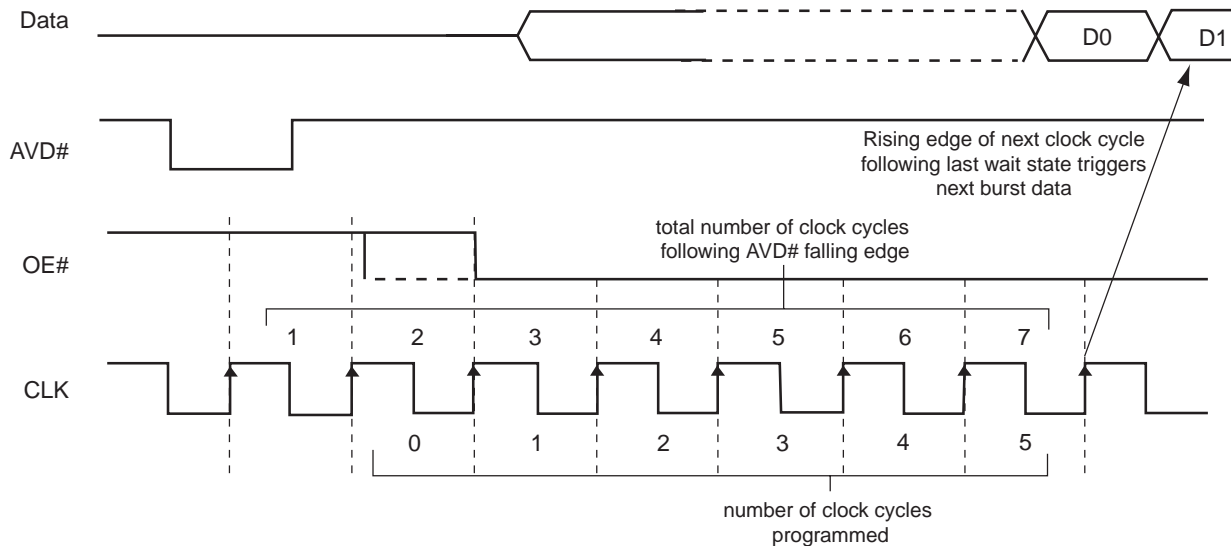 Data
D0
D1
AVD#
Rising edge of next clock cycle
following last wait state triggers
next burst data
OE#
total number of clock cycles
following AVD# falling edge
1 2 3 4 5 6 7
CLK
0 1 2 3 4 5
number of clock cycles
programmed